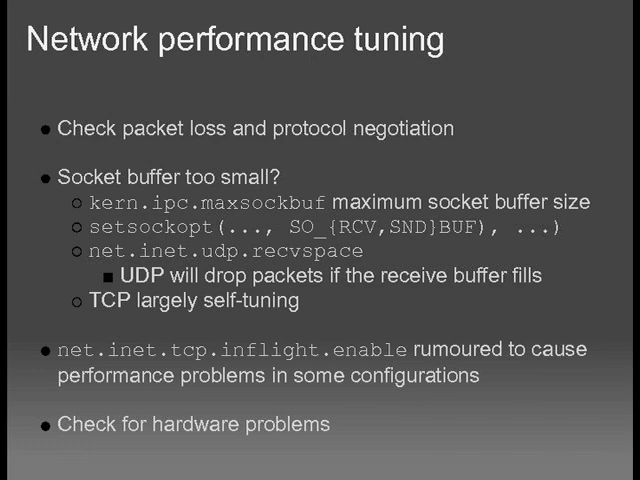 Network performance tuning
Check packet loss and protocol negotiation
Socket buffer too small?
kern.ipc.maxsockbuf maximum socket buffer size
setsockopt(..., SO_{RCV,SND}BUF), ...)
net.inet.udp.recvspace
UDP will drop packets if the receive buffer fills
TCP largely self-tuning
net.inet.tcp.inflight.enable rumoured to cause
performance problems in some configurations
Check for hardware problems